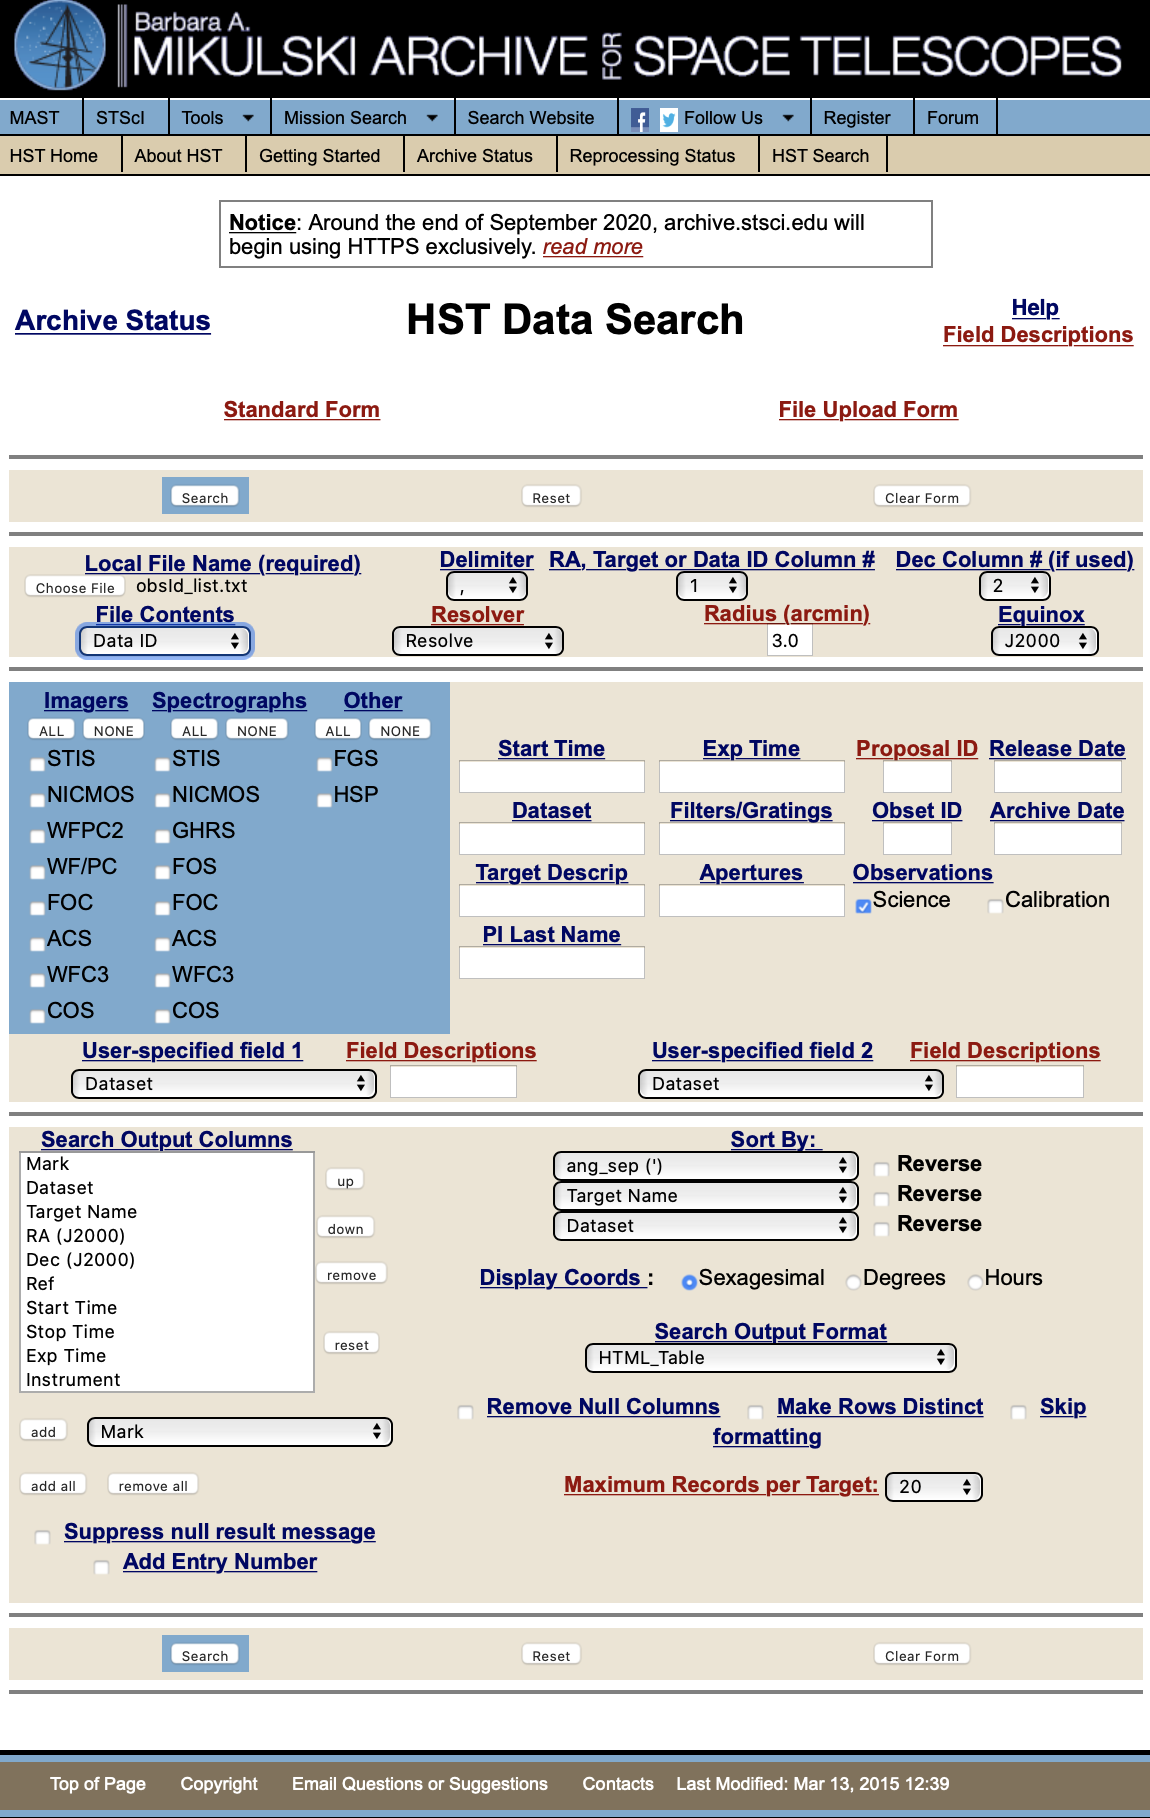 Barbara A.
MIKULSKI ARCHIVE FOR SPACE TELESCOPES
MAST STScI Tools Mission Search Search Website Follow Us Register Forum
HST Home About HST Getting Started Archive Status Reprocessing Status HST Search
Notice: Around the end of September 2020, archive.stsci.edu will
begin using HTTPS exclusively. read more
Archive Status HST Data Search Help
Field Descriptions
Standard Form File Upload Form
Search Reset Clear Form
Local File Name (required) Delimiter RA, Target or Data ID Column # Dec Column # (if used)
Choose File obsId_list.txt , 1 2
File Contents Resolver Radius (arcmin) Equinox
Data ID Resolve 3.0 J2000
Imagers Spectrographs Other
ALL NONE ALL NONE ALL NONE
STIS STIS FGS
NICMOS NICMOS HSP
WFPC2 GHRS
WF/PC FOS
FOC FOC
ACS ACS
WFC3 WFC3
COS COS
Start Time Exp Time Proposal ID Release Date
Dataset Filters/Gratings Obset ID Archive Date
Target Descrip Apertures Observations
Science Calibration
PI Last Name
User-specified field 1 Field Descriptions User-specified field 2 Field Descriptions
Dataset Dataset
Search Output Columns
Mark
Dataset
Target Name
RA (J2000)
Dec (J2000)
Ref
Start Time
Stop Time
Exp Time
Instrument
up
down
remove
reset
add Mark
add all remove all
Suppress null result message
Add Entry Number
Sort By:
ang_sep (') Reverse
Target Name Reverse
Dataset Reverse
Display Coords : Sexagesimal Degrees Hours
Search Output Format
HTML_Table
Remove Null Columns Make Rows Distinct Skip
formatting
Maximum Records per Target: 20
Search Reset Clear Form
Top of Page Copyright Email Questions or Suggestions Contacts Last Modified: Mar 13, 2015 12:39